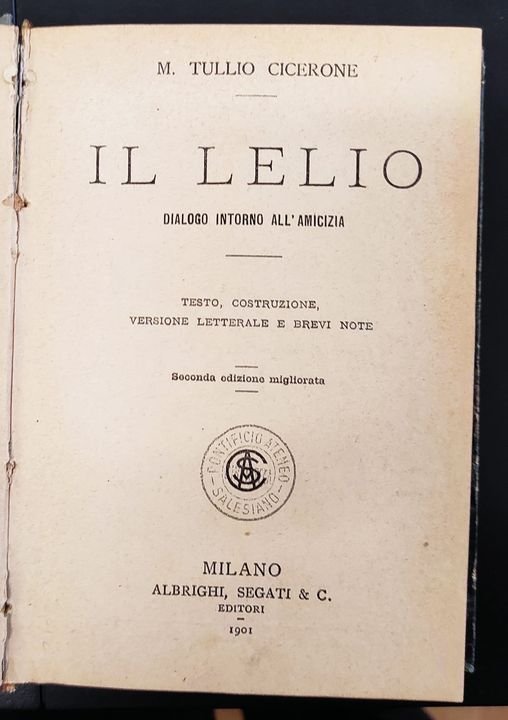 M. TULLIO CICERONE
IL LELIO
DIALOGO INTORNO ALL'AMICIZIA
TESTO, COSTRUZIONE,
VERSIONE LETTERALE E BREVI NOTE
Seconda edizione migliorata
PONTIFICIO ATENEO
SALESIANO
MILANO
ALBRIGHI, SEGATI & C.
EDITORI
1901